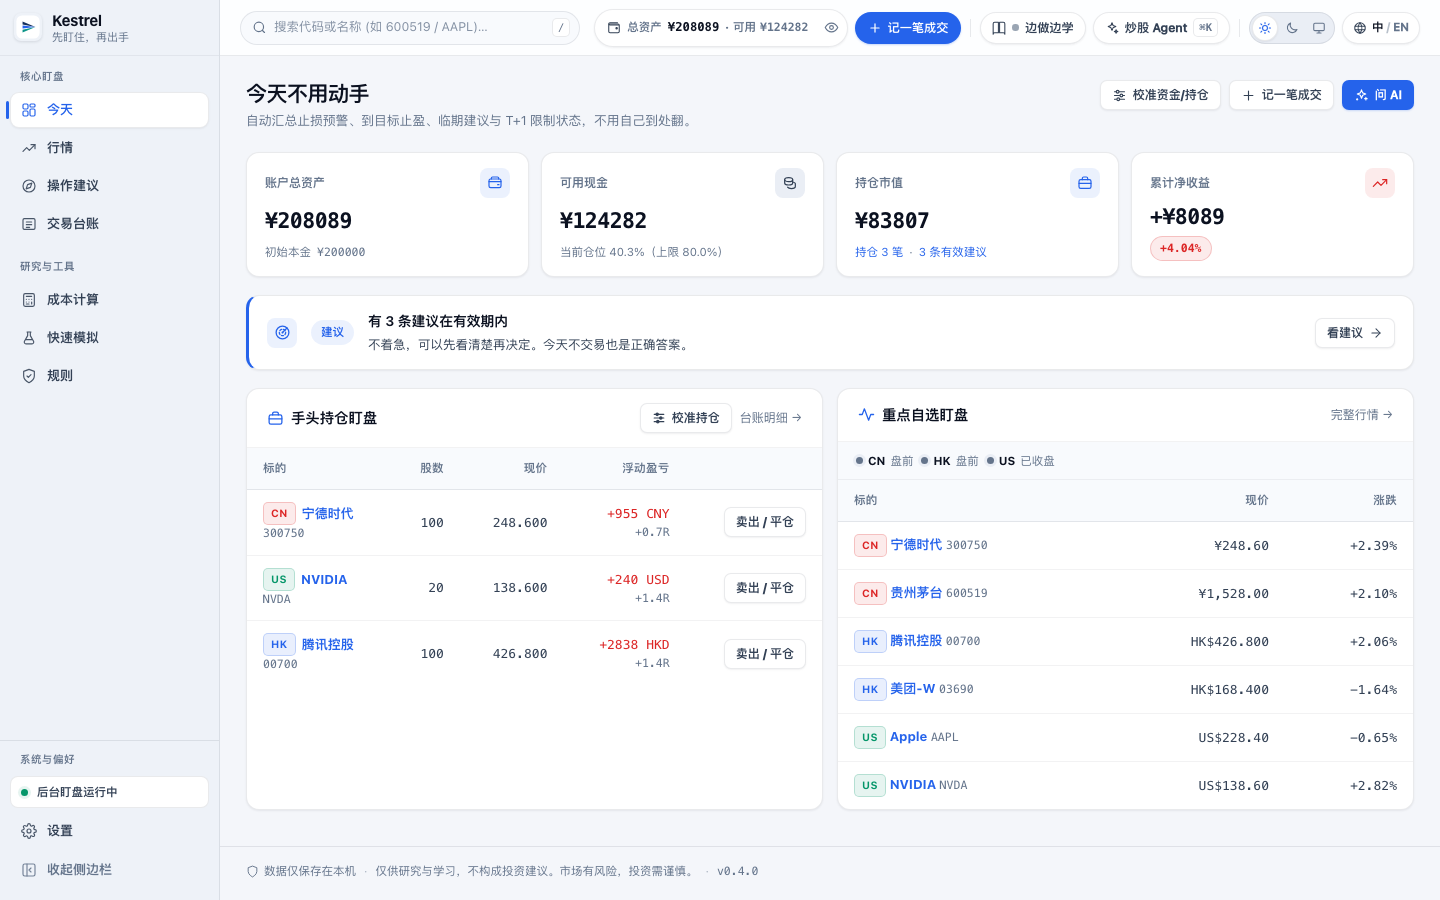 Kestrel
先盯住，再出手
核心盯盘
今天
行情
操作建议
交易台账
研究与工具
成本计算
快速模拟
规则
系统与偏好
后台盯盘运行中
设置
收起侧边栏
搜索代码或名称 (如 600519 / AAPL)... /
总资产 ¥208089 · 可用 ¥124282
记一笔成交
边做边学
炒股 Agent ⌘K
中 / EN
今天不用动手
自动汇总止损预警、到目标止盈、临期建议与 T+1 限制状态，不用自己到处翻。
校准资金/持仓
记一笔成交
问 AI
账户总资产
¥208089
初始本金 ¥200000
可用现金
¥124282
当前仓位 40.3%（上限 80.0%）
持仓市值
¥83807
持仓 3 笔 · 3 条有效建议
累计净收益
+¥8089
+4.04%
建议
有 3 条建议在有效期内
不着急，可以先看清楚再决定。今天不交易也是正确答案。
看建议 →
手头持仓盯盘
校准持仓
台账明细 →
标的 股数 现价 浮动盈亏
CN 宁德时代 300750 100 248.600 +955 CNY +0.7R 卖出 / 平仓
US NVIDIA NVDA 20 138.600 +240 USD +1.4R 卖出 / 平仓
HK 腾讯控股 00700 100 426.800 +2838 HKD +1.4R 卖出 / 平仓
重点自选盯盘
完整行情 →
CN 盘前 HK 盘前 US 已收盘
标的 现价 涨跌
CN 宁德时代 300750 ¥248.60 +2.39%
CN 贵州茅台 600519 ¥1,528.00 +2.10%
HK 腾讯控股 00700 HK$426.800 +2.06%
HK 美团-W 03690 HK$168.400 −1.64%
US Apple AAPL US$228.40 −0.65%
US NVIDIA NVDA US$138.60 +2.82%
数据仅保存在本机 · 仅供研究与学习，不构成投资建议。市场有风险，投资需谨慎。 · v0.4.0